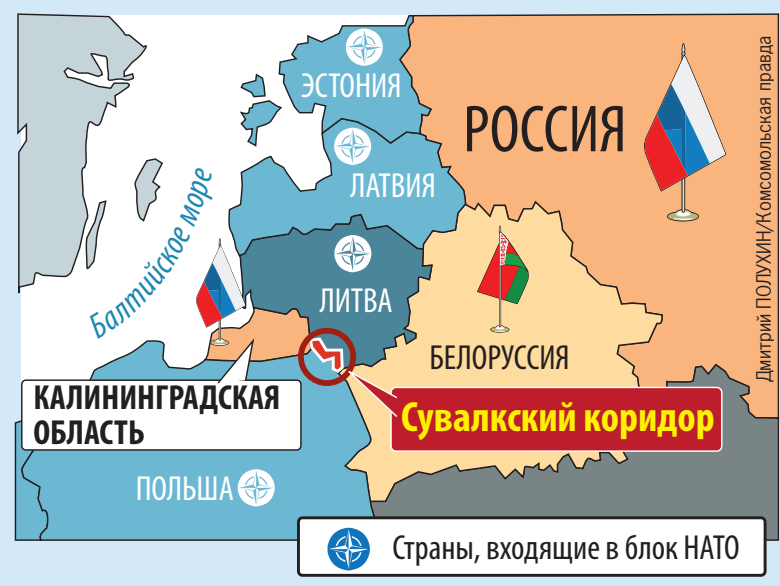 ЭСТОНИЯ
РОССИЯ
ЛАТВИЯ
Балтийское море
ЛИТВА
БЕЛОРУССИЯ
КАЛИНИНГРАДСКАЯ
ОБЛАСТЬ
Сувалкский коридор
ПОЛЬША
Страны, входящие в блок НАТО
Дмитрий ПОЛУХИН/Комсомольская правда